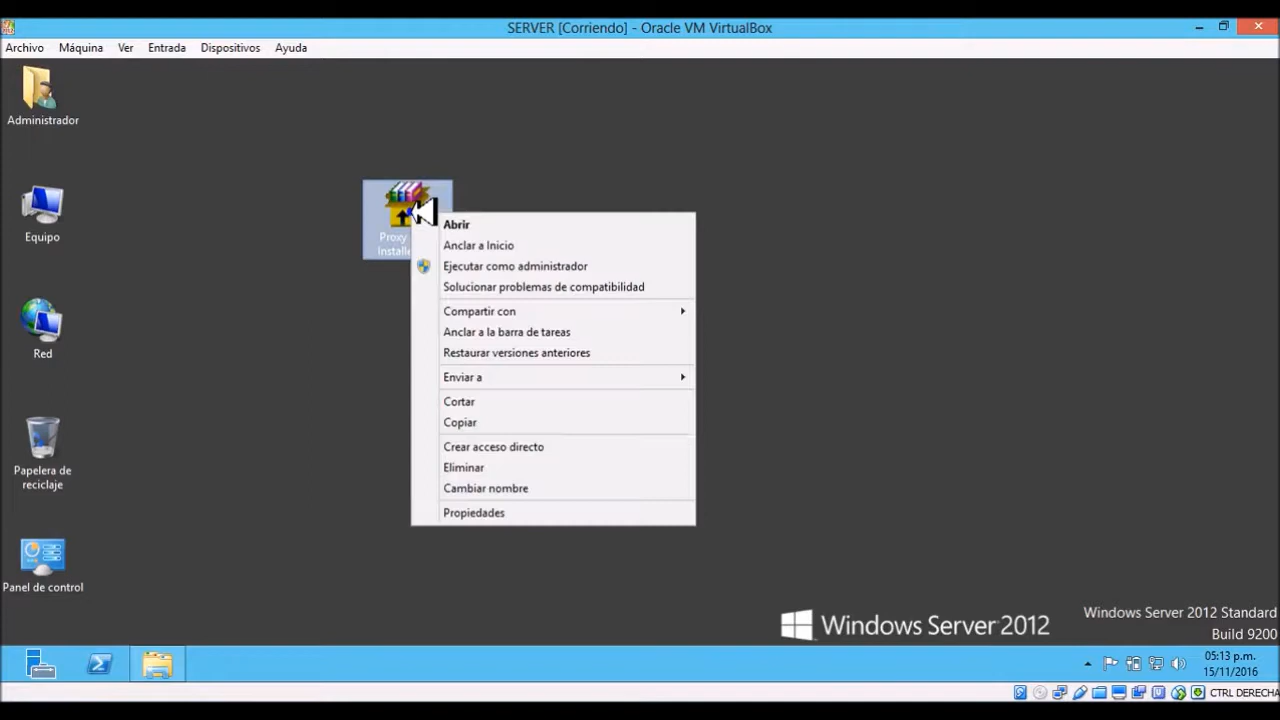 SERVER [Corriendo] - Oracle VM VirtualBox
Archivo Máquina Ver Entrada Dispositivos Ayuda
Administrador
Equipo
Red
Papelera de
reciclaje
Panel de control
Proxy
Abrir
Anclar a Inicio
Ejecutar como administrador
Solucionar problemas de compatibilidad
Compartir con
Anclar a la barra de tareas
Restaurar versiones anteriores
Enviar a
Cortar
Copiar
Crear acceso directo
Eliminar
Cambiar nombre
Propiedades
Windows Server 2012
Windows Server 2012 Standard
Build 9200
05:13 p.m.
15/11/2016
CTRL DERECHA